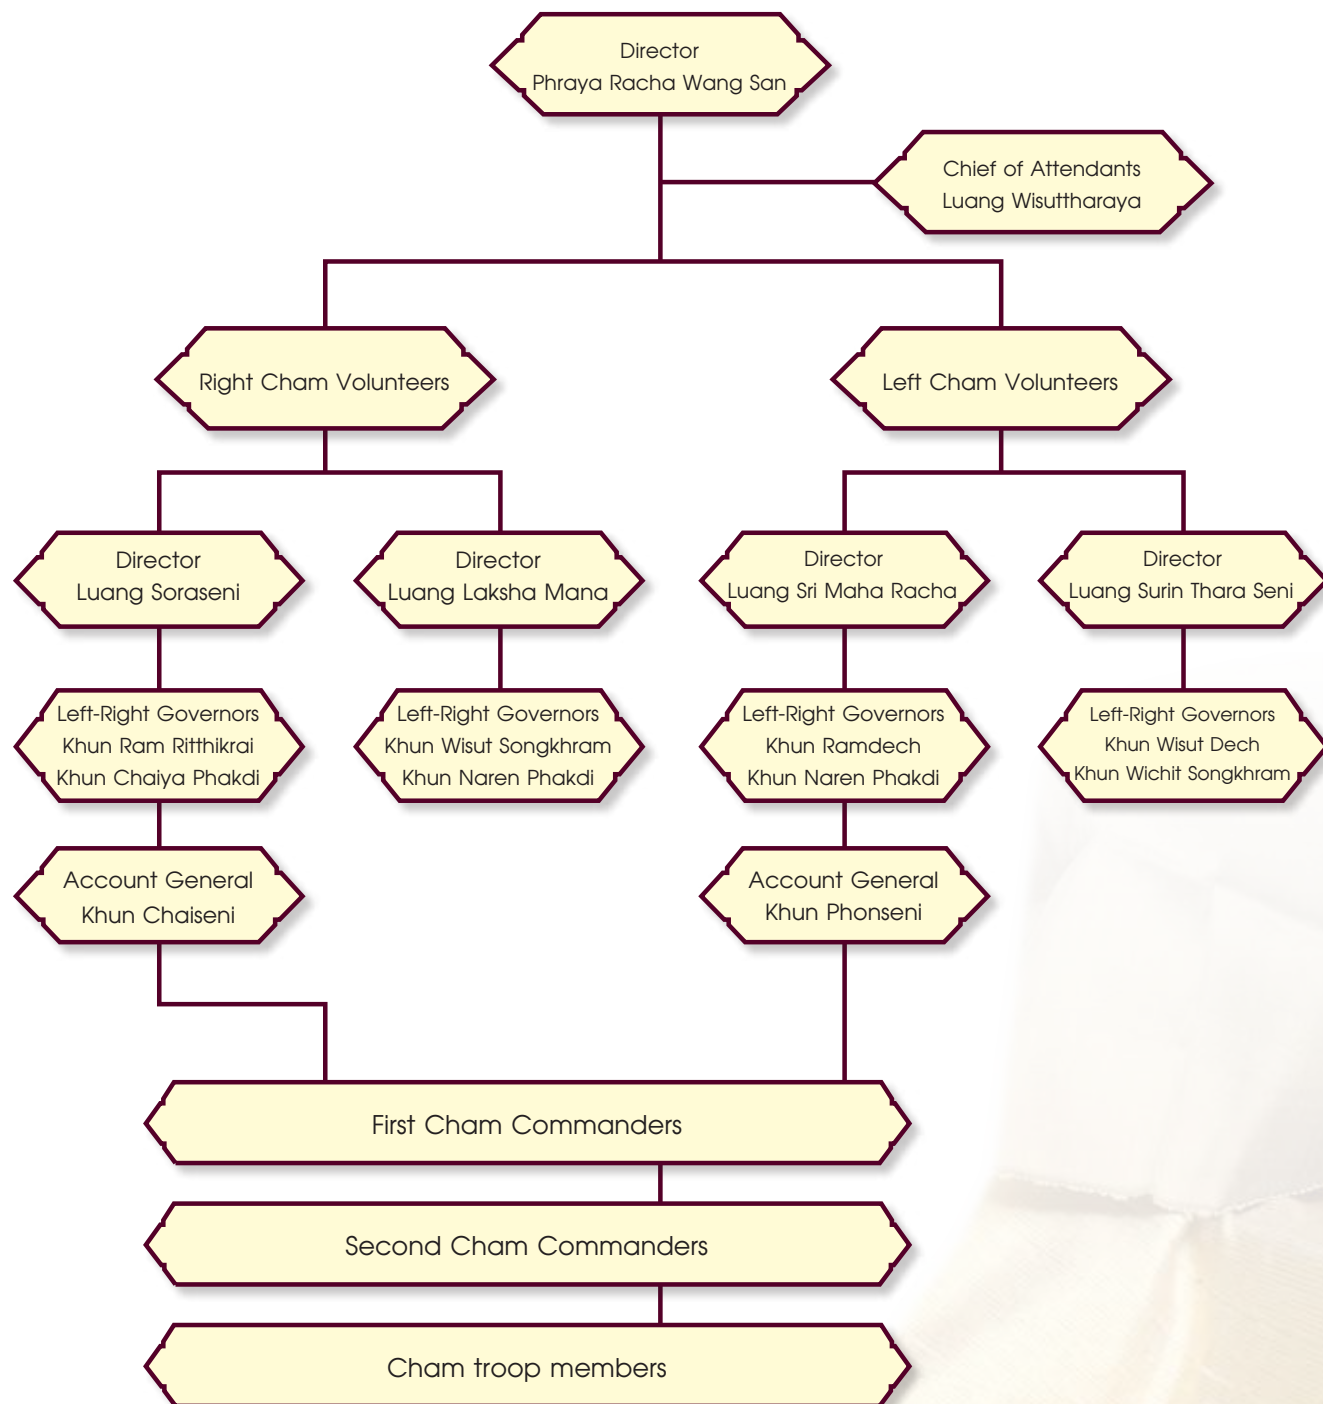 Director
Phraya Racha Wang San
Chief of Attendants
Luang Wisuttharaya
Right Cham Volunteers
Left Cham Volunteers
Director
Luang Soraseni
Director
Luang Laksha Mana
Director
Luang Sri Maha Racha
Director
Luang Surin Thara Seni
Left-Right Governors
Khun Ram Ritthikrai
Khun Chaiya Phakdi
Left-Right Governors
Khun Wisut Songkhram
Khun Naren Phakdi
Left-Right Governors
Khun Ramdech
Khun Naren Phakdi
Left-Right Governors
Khun Wisut Dech
Khun Wichit Songkhram
Account General
Khun Chaiseni
Account General
Khun Phonseni
First Cham Commanders
Second Cham Commanders
Cham troop members